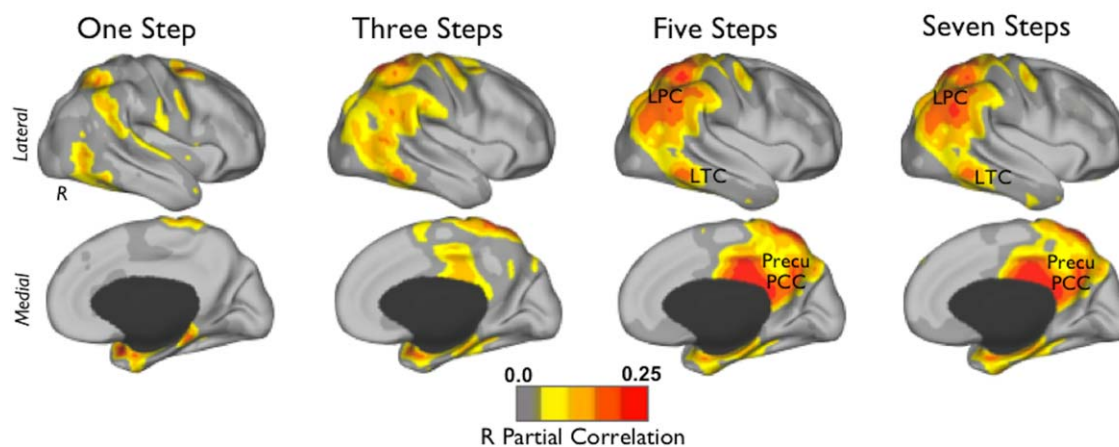 One Step
Three Steps
Five Steps
Seven Steps
Lateral
R
LPC
LTC
LPC
LTC
Medial
Precu
PCC
Precu
PCC
0.0
0.25
R Partial Correlation